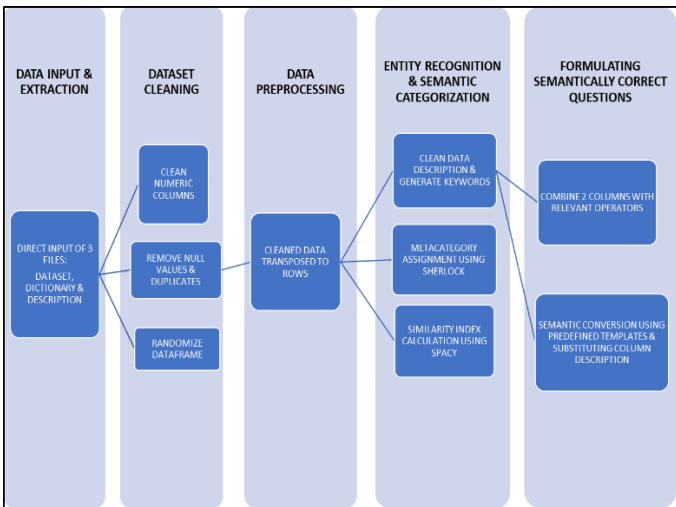 DATA INPUT &
EXTRACTION
DATASET
CLEANING
DATA
PREPROCESSING
ENTITY RECOGNITION
& SEMANTIC
CATEGORIZATION
FORMULATING
SEMANTICALLY CORRECT
QUESTIONS
DIRECT INPUT OF 3
FILES:
DATASET,
DICTIONARY &
DESCRIPTION
CLEAN
NUMERIC
COLUMNS
REMOVE NULL
VALUES &
DUPLICATES
RANDOMIZE
DATAFRAME
CLEANED DATA
TRANSPOSED TO
ROWS
CLEAN DATA
DESCRIPTION &
GENERATE KEYWORDS
METACATEGORY
ASSIGNMENT USING
SHERLOCK
SIMILARITY INDEX
CALCULATION USING
SPACY
COMBINE 2 COLUMNS WITH
RELEVANT OPERATORS
SEMANTIC CONVERSION USING
PREDEFINED TEMPLATES &
SUBSTITUTING COLUMN
DESCRIPTION